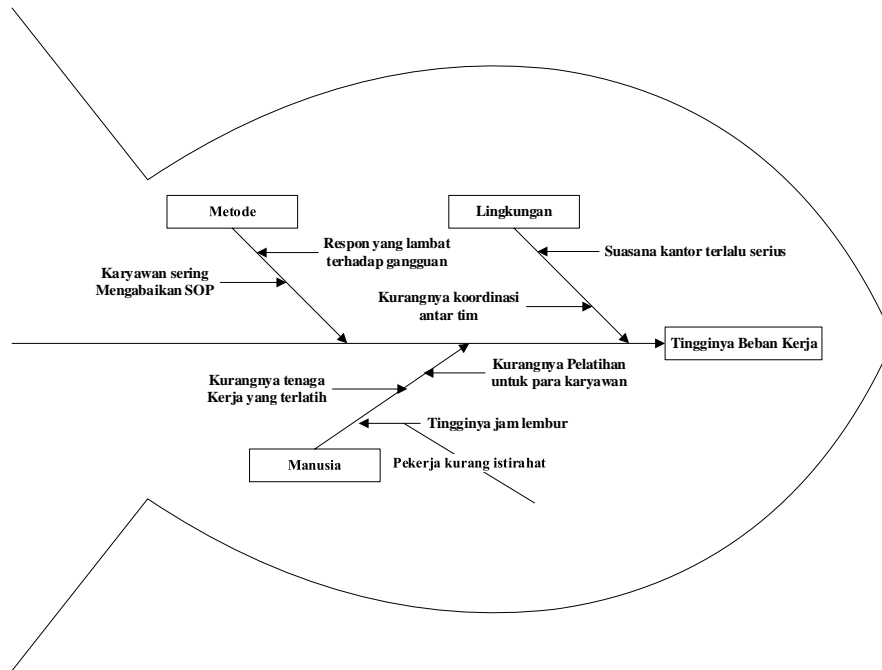 Metode
Lingkungan
Respon yang lambat
terhadap gangguan
Suasana kantor terlalu serius
Karyawan sering
Mengabaikan SOP
Kurangnya koordinasi
antar tim
Tingginya Beban Kerja
Kurangnya Pelatihan
untuk para karyawan
Kurangnya tenaga
Kerja yang terlatih
Tingginya jam lembur
Manusia
Pekerja kurang istirahat